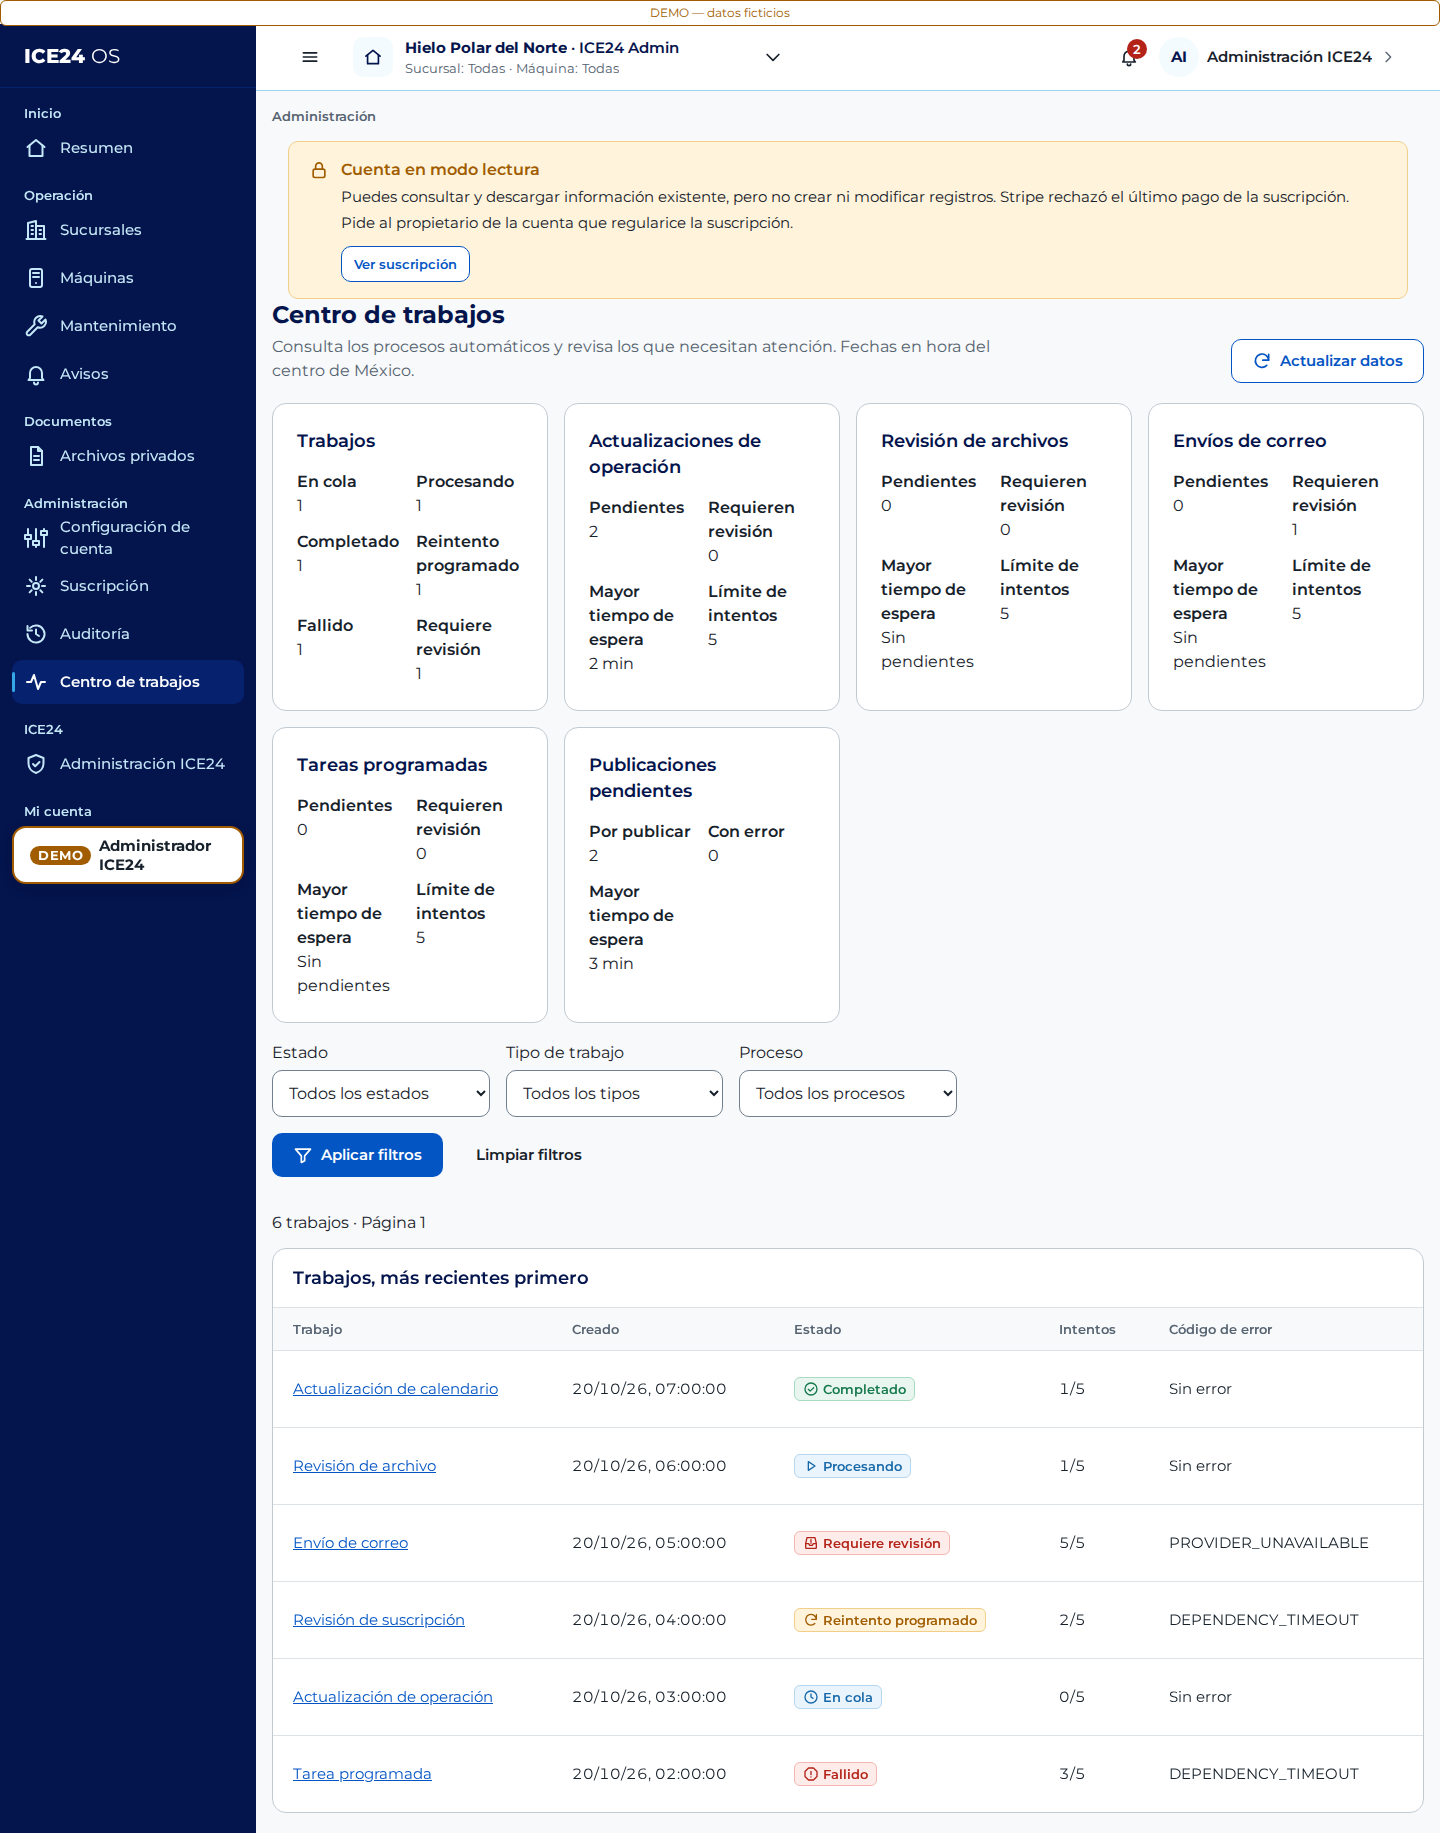 DEMO — datos ficticios
ICE24 OS
Inicio
Resumen
Operación
Sucursales
Máquinas
Mantenimiento
Avisos
Documentos
Archivos privados
Administración
Configuración de
cuenta
Suscripción
Auditoría
Centro de trabajos
ICE24
Administración ICE24
Mi cuenta
DEMO
Administrador
ICE24
Hielo Polar del Norte · ICE24 Admin
Sucursal: Todas · Máquina: Todas
2
AI
Administración ICE24
Administración
Cuenta en modo lectura
Puedes consultar y descargar información existente, pero no crear ni modificar registros. Stripe rechazó el último pago de la suscripción.
Pide al propietario de la cuenta que regularice la suscripción.
Ver suscripción
Centro de trabajos
Consulta los procesos automáticos y revisa los que necesitan atención. Fechas en hora del
centro de México.
Actualizar datos
Trabajos
En cola
1
Procesando
1
Completado
1
Reintento
programado
1
Fallido
1
Requiere
revisión
1
Actualizaciones de
operación
Pendientes
2
Requieren
revisión
0
Mayor
tiempo de
espera
2 min
Límite de
intentos
5
Revisión de archivos
Pendientes
0
Requieren
revisión
0
Mayor
tiempo de
espera
Sin
pendientes
Límite de
intentos
5
Envíos de correo
Pendientes
0
Requieren
revisión
1
Mayor
tiempo de
espera
Sin
pendientes
Límite de
intentos
5
Tareas programadas
Pendientes
0
Requieren
revisión
0
Mayor
tiempo de
espera
Sin
pendientes
Límite de
intentos
5
Publicaciones
pendientes
Por publicar
2
Con error
0
Mayor
tiempo de
espera
3 min
Estado
Todos los estados
Tipo de trabajo
Todos los tipos
Proceso
Todos los procesos
Aplicar filtros
Limpiar filtros
6 trabajos · Página 1
Trabajos, más recientes primero
Trabajo Creado Estado Intentos Código de error
Actualización de calendario 20/10/26, 07:00:00 Completado 1/5 Sin error
Revisión de archivo 20/10/26, 06:00:00 Procesando 1/5 Sin error
Envío de correo 20/10/26, 05:00:00 Requiere revisión 5/5 PROVIDER_UNAVAILABLE
Revisión de suscripción 20/10/26, 04:00:00 Reintento programado 2/5 DEPENDENCY_TIMEOUT
Actualización de operación 20/10/26, 03:00:00 En cola 0/5 Sin error
Tarea programada 20/10/26, 02:00:00 Fallido 3/5 DEPENDENCY_TIMEOUT